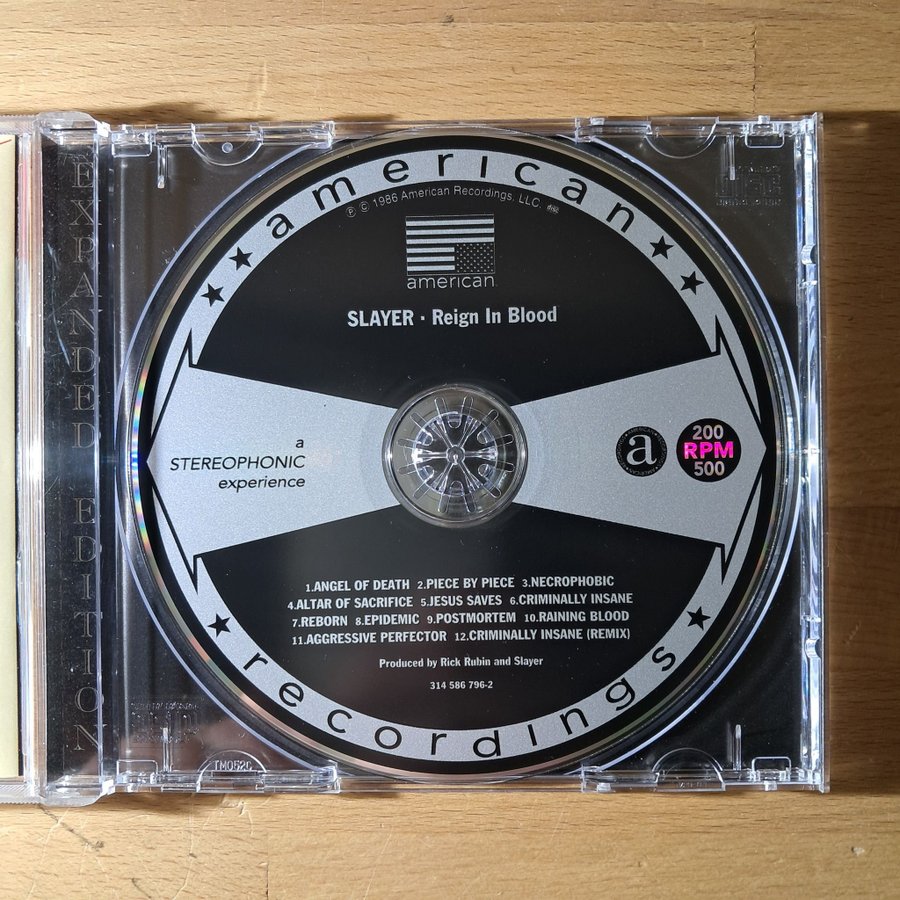 EXPANDED EDITION
american
℗ © 1986 American Recordings, LLC.
american
SLAYER · Reign In Blood
a
STEREOPHONIC
experience
a
200
RPM
500
1.ANGEL OF DEATH 2.PIECE BY PIECE 3.NECROPHOBIC
4.ALTAR OF SACRIFICE 5.JESUS SAVES 6.CRIMINALLY INSANE
7.REBORN 8.EPIDEMIC 9.POSTMORTEM 10.RAINING BLOOD
11.AGGRESSIVE PERFECTOR 12.CRIMINALLY INSANE (REMIX)
Produced by Rick Rubin and Slayer
314 586 796-2
recordings
TM052C